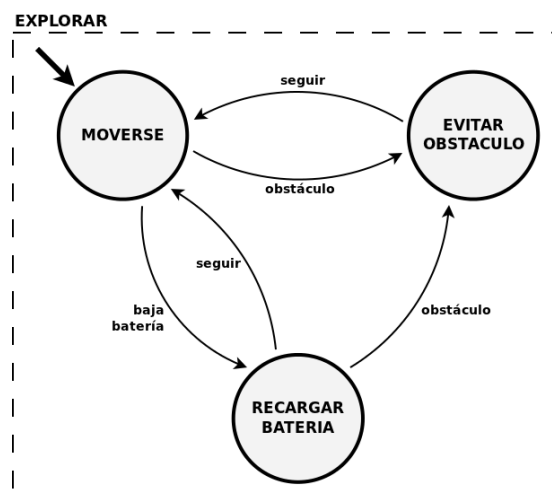 EXPLORAR
seguir
MOVERSE
EVITAR
OBSTACULO
obstáculo
seguir
baja
batería
obstáculo
RECARGAR
BATERIA